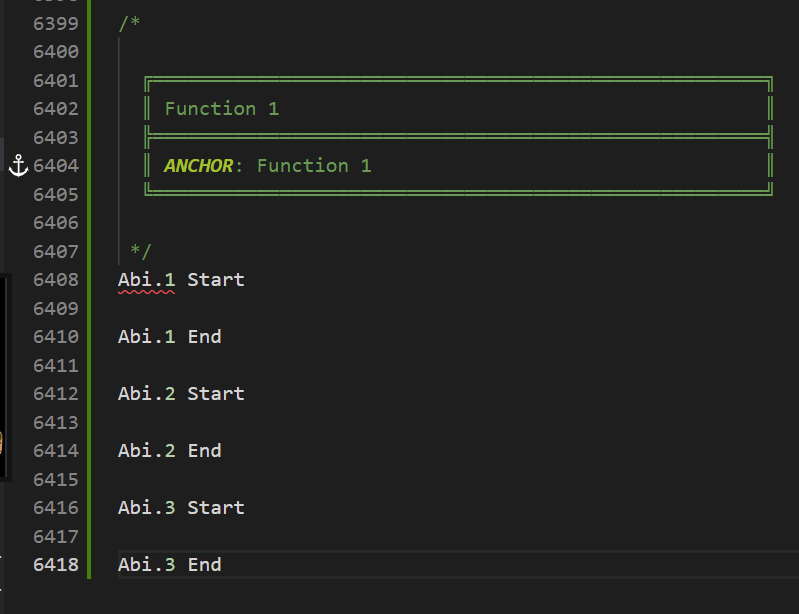 6399 /*
6400
6401 ╔══════════════════════════════════════════════════════╗
6402 ║ Function 1 ║
6403 ╠══════════════════════════════════════════════════════╣
6404 ║ ANCHOR: Function 1 ║
6405 ╚══════════════════════════════════════════════════════╝
6406
6407 */
6408 Abi.1 Start
6409
6410 Abi.1 End
6411
6412 Abi.2 Start
6413
6414 Abi.2 End
6415
6416 Abi.3 Start
6417
6418 Abi.3 End